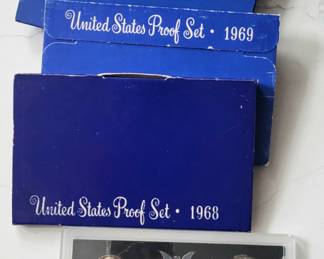 United States Proof Set · 1969
United States Proof Set · 1968